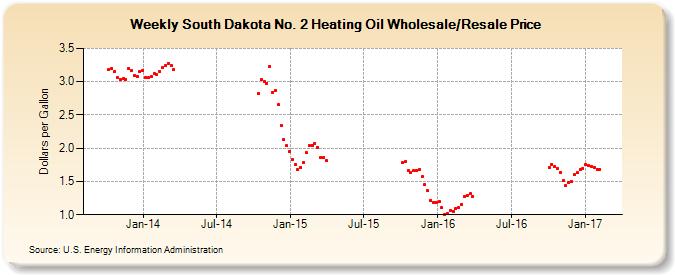 Weekly South Dakota No. 2 Heating Oil Wholesale/Resale Price
Dollars per Gallon
3.5
3.0
2.5
2.0
1.5
1.0
Jan-14
Jul-14
Jan-15
Jul-15
Jan-16
Jul-16
Jan-17
Source: U.S. Energy Information Administration